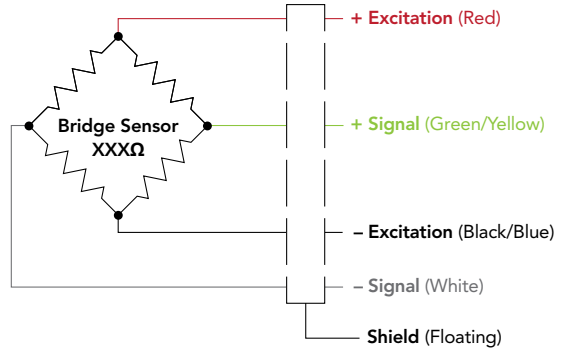 + Excitation (Red)
+ Signal (Green/Yellow)
Bridge Sensor
XXXΩ
– Excitation (Black/Blue)
– Signal (White)
Shield (Floating)